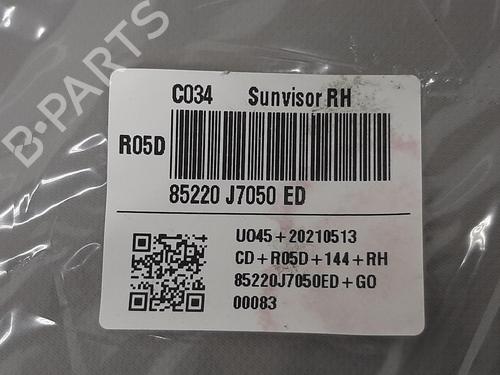 B-PARTS
C034 Sunvisor RH
R05D
85220 J7050 ED
U045+20210513
CD+R05D+144+RH
85220J7050ED+GO
00083